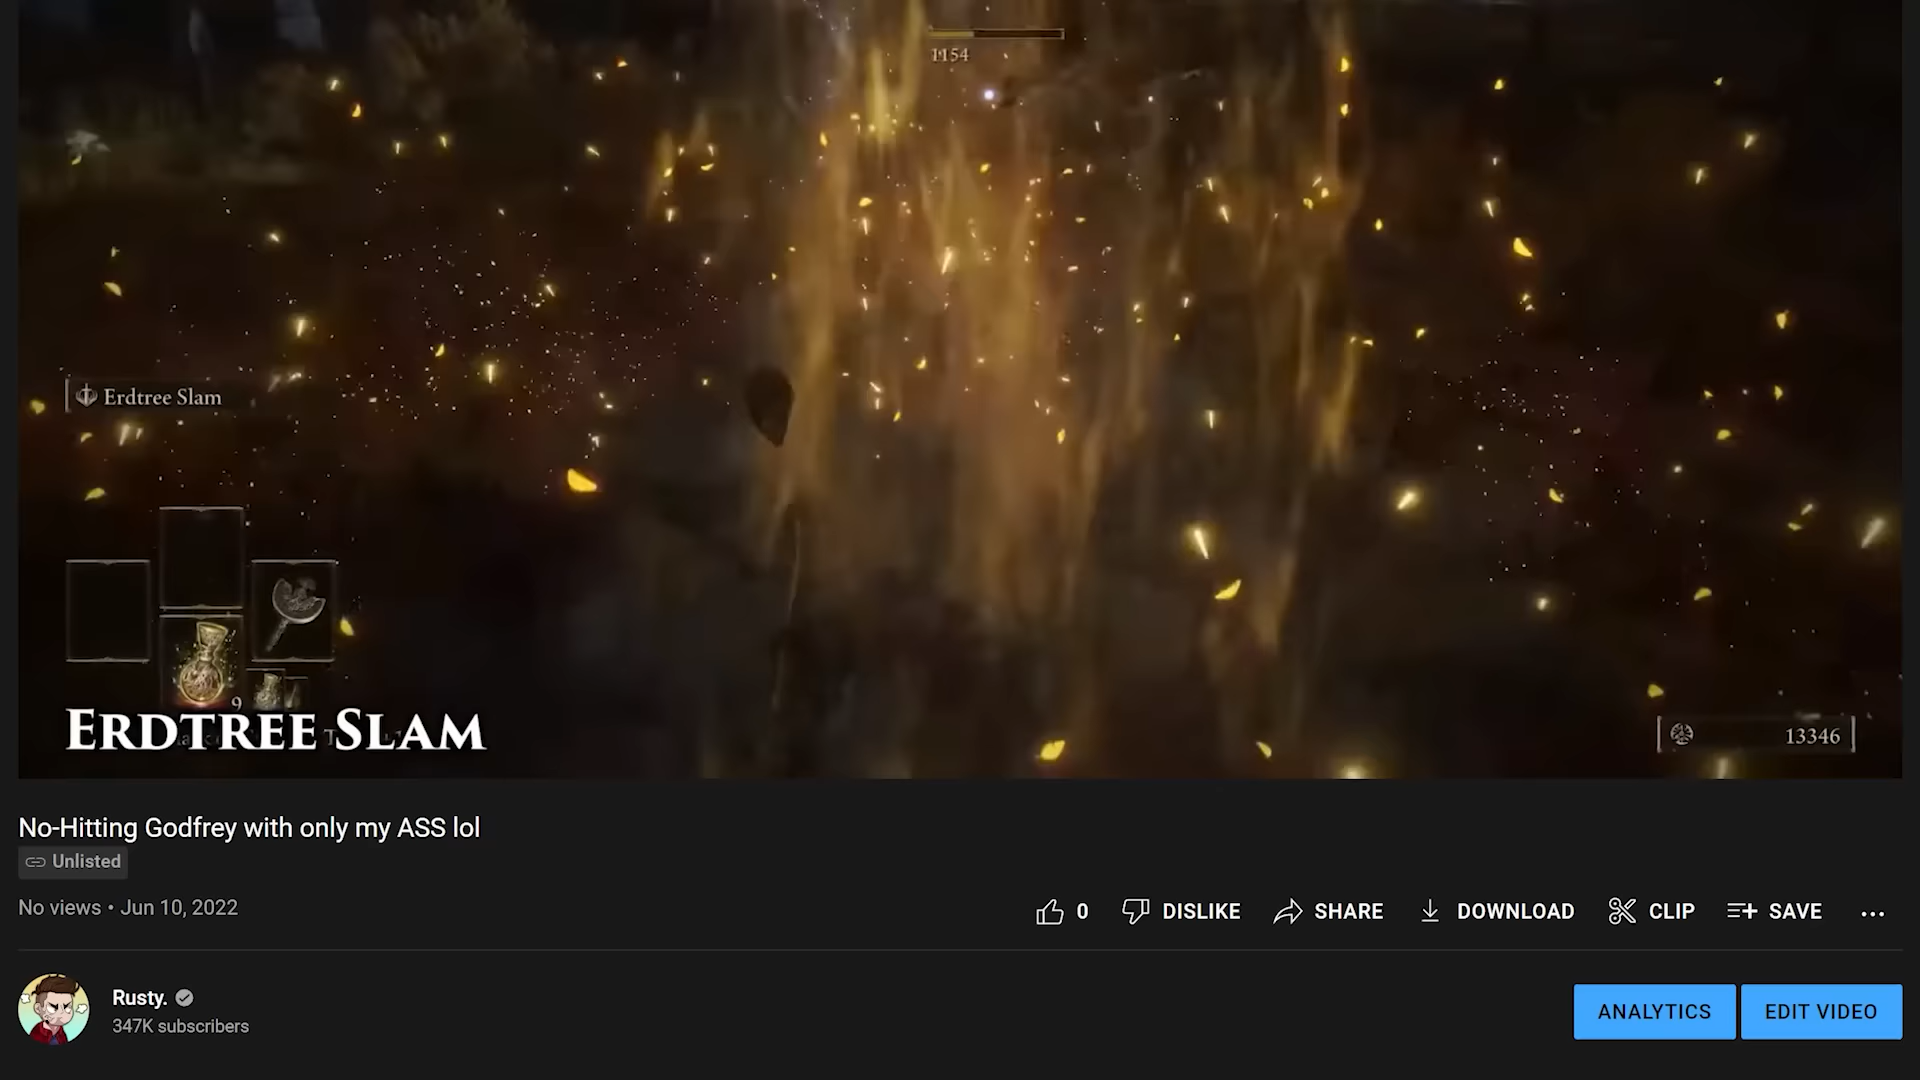 1154
Erdtree Slam
9
ERDTREE SLAM
13346
No-Hitting Godfrey with only my ASS lol
Unlisted
No views • Jun 10, 2022
0 DISLIKE SHARE DOWNLOAD CLIP SAVE ...
Rusty.
347K subscribers
ANALYTICS EDIT VIDEO